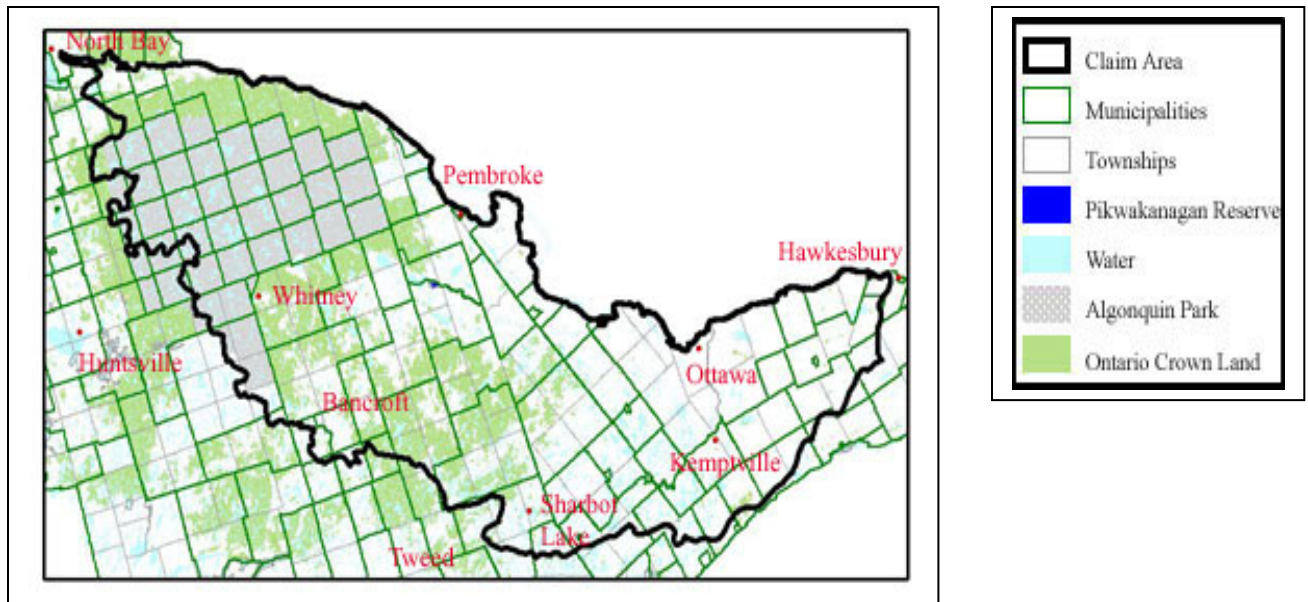 North Bay
Pembroke
Hawkesbury
Whitney
Huntsville
Ottawa
Bancroft
Kemptville
Sharbot
Lake
Tweed
Claim Area
Municipalities
Townships
Pikwakanagan Reserve
Water
Algonquin Park
Ontario Crown Land